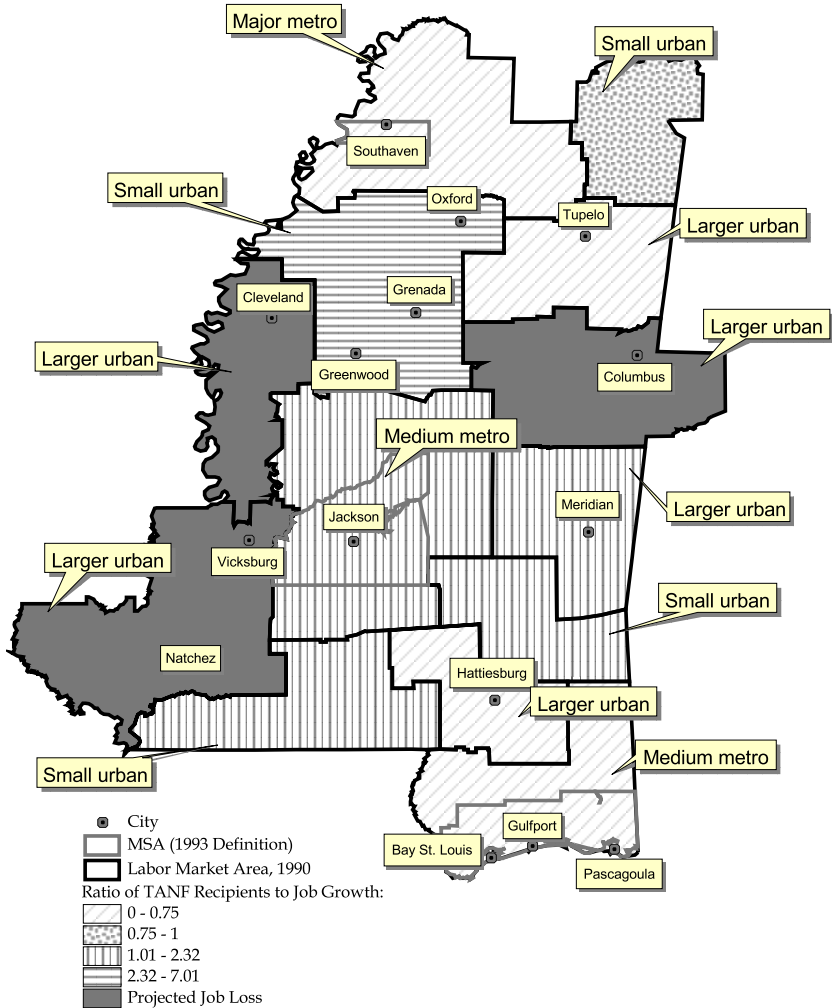 Major metro
Small urban
Southaven
Small urban
Oxford
Tupelo
Larger urban
Cleveland
Grenada
Larger urban
Larger urban
Greenwood
Columbus
Medium metro
Jackson
Meridian
Larger urban
Larger urban
Vicksburg
Small urban
Natchez
Hattiesburg
Larger urban
Small urban
Medium metro
Gulfport
Bay St. Louis
Pascagoula
City
MSA (1993 Definition)
Labor Market Area, 1990
Ratio of TANF Recipients to Job Growth:
0 - 0.75
0.75 - 1
1.01 - 2.32
2.32 - 7.01
Projected Job Loss